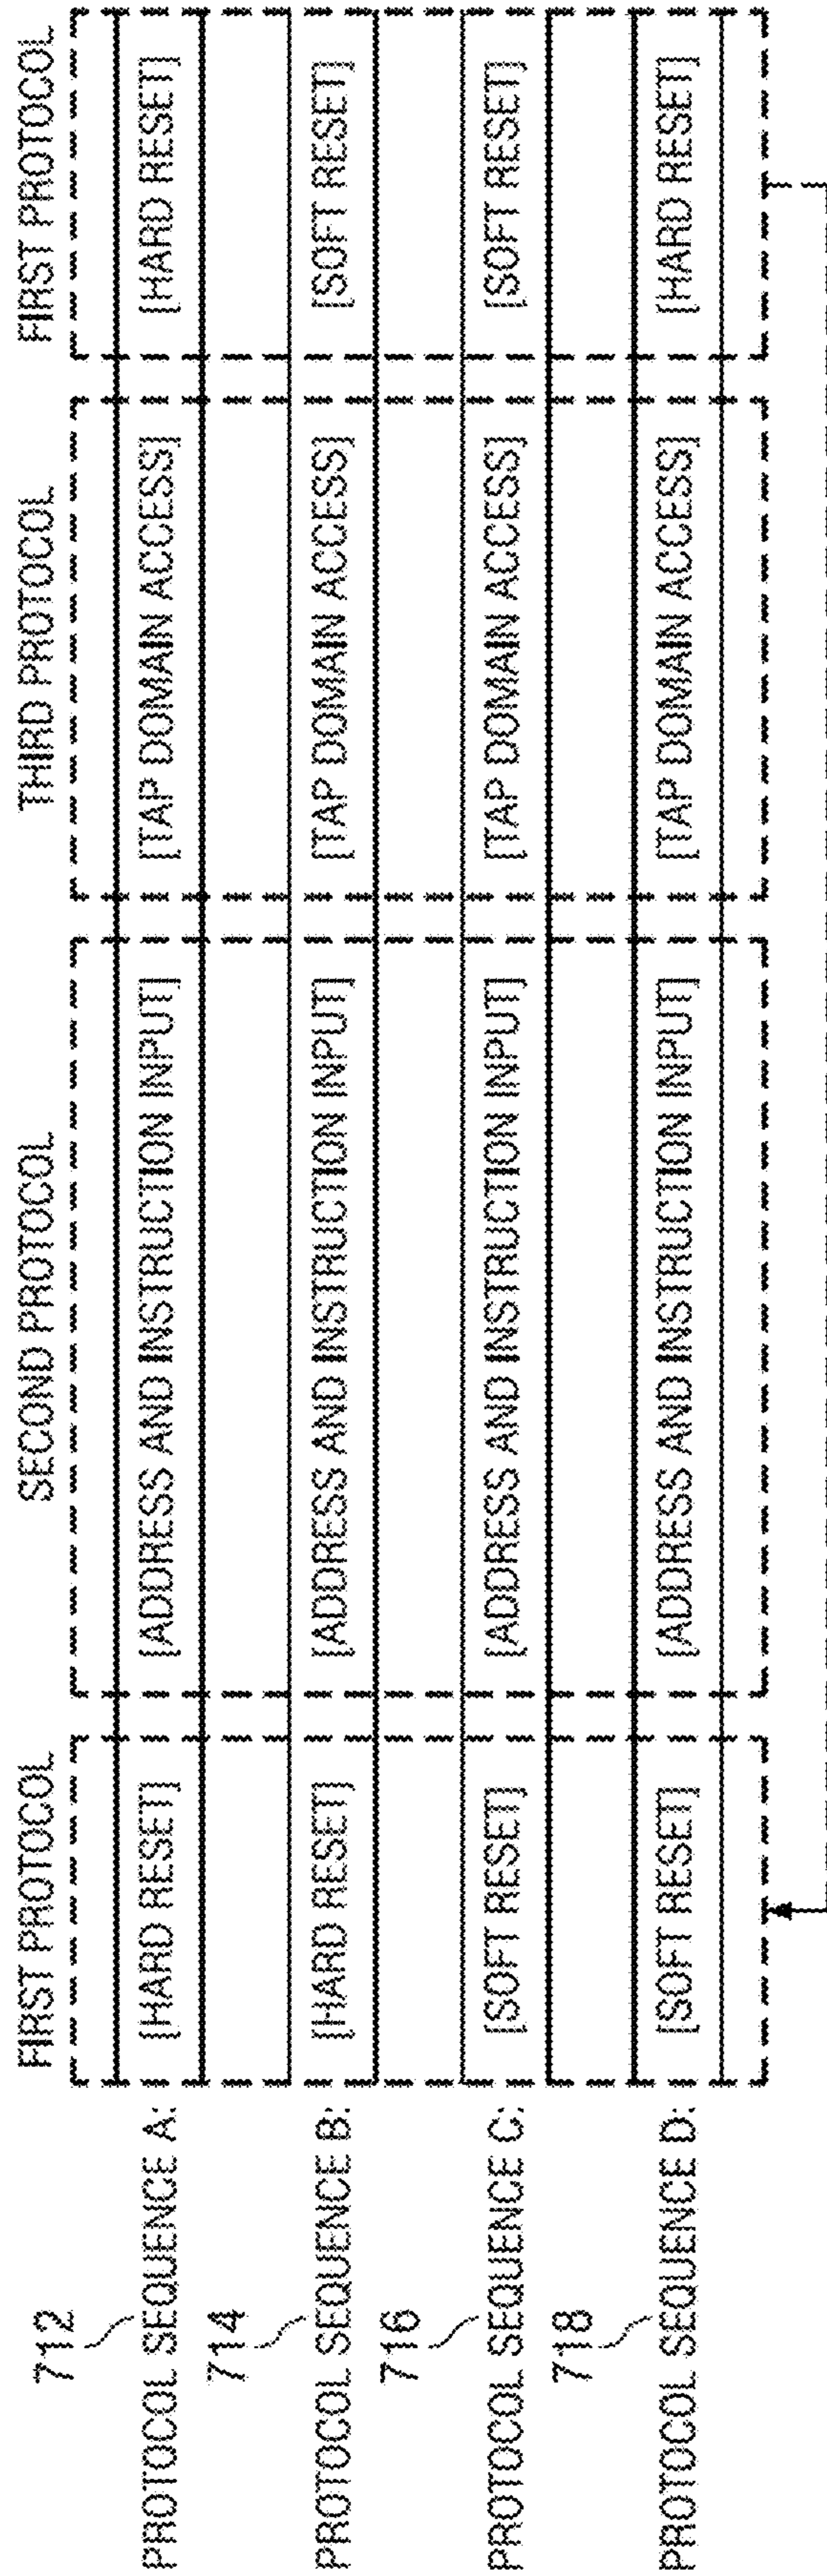 FIRST PROTOCOL SECOND PROTOCOL THIRD PROTOCOL FIRST PROTOCOL
712
PROTOCOL SEQUENCE A: [HARD RESET] [ADDRESS AND INSTRUCTION INPUT] [TAP DOMAIN ACCESS] [HARD RESET]
714
PROTOCOL SEQUENCE B: [HARD RESET] [ADDRESS AND INSTRUCTION INPUT] [TAP DOMAIN ACCESS] [SOFT RESET]
716
PROTOCOL SEQUENCE C: [SOFT RESET] [ADDRESS AND INSTRUCTION INPUT] [TAP DOMAIN ACCESS] [SOFT RESET]
718
PROTOCOL SEQUENCE D: [SOFT RESET] [ADDRESS AND INSTRUCTION INPUT] [TAP DOMAIN ACCESS] [HARD RESET]